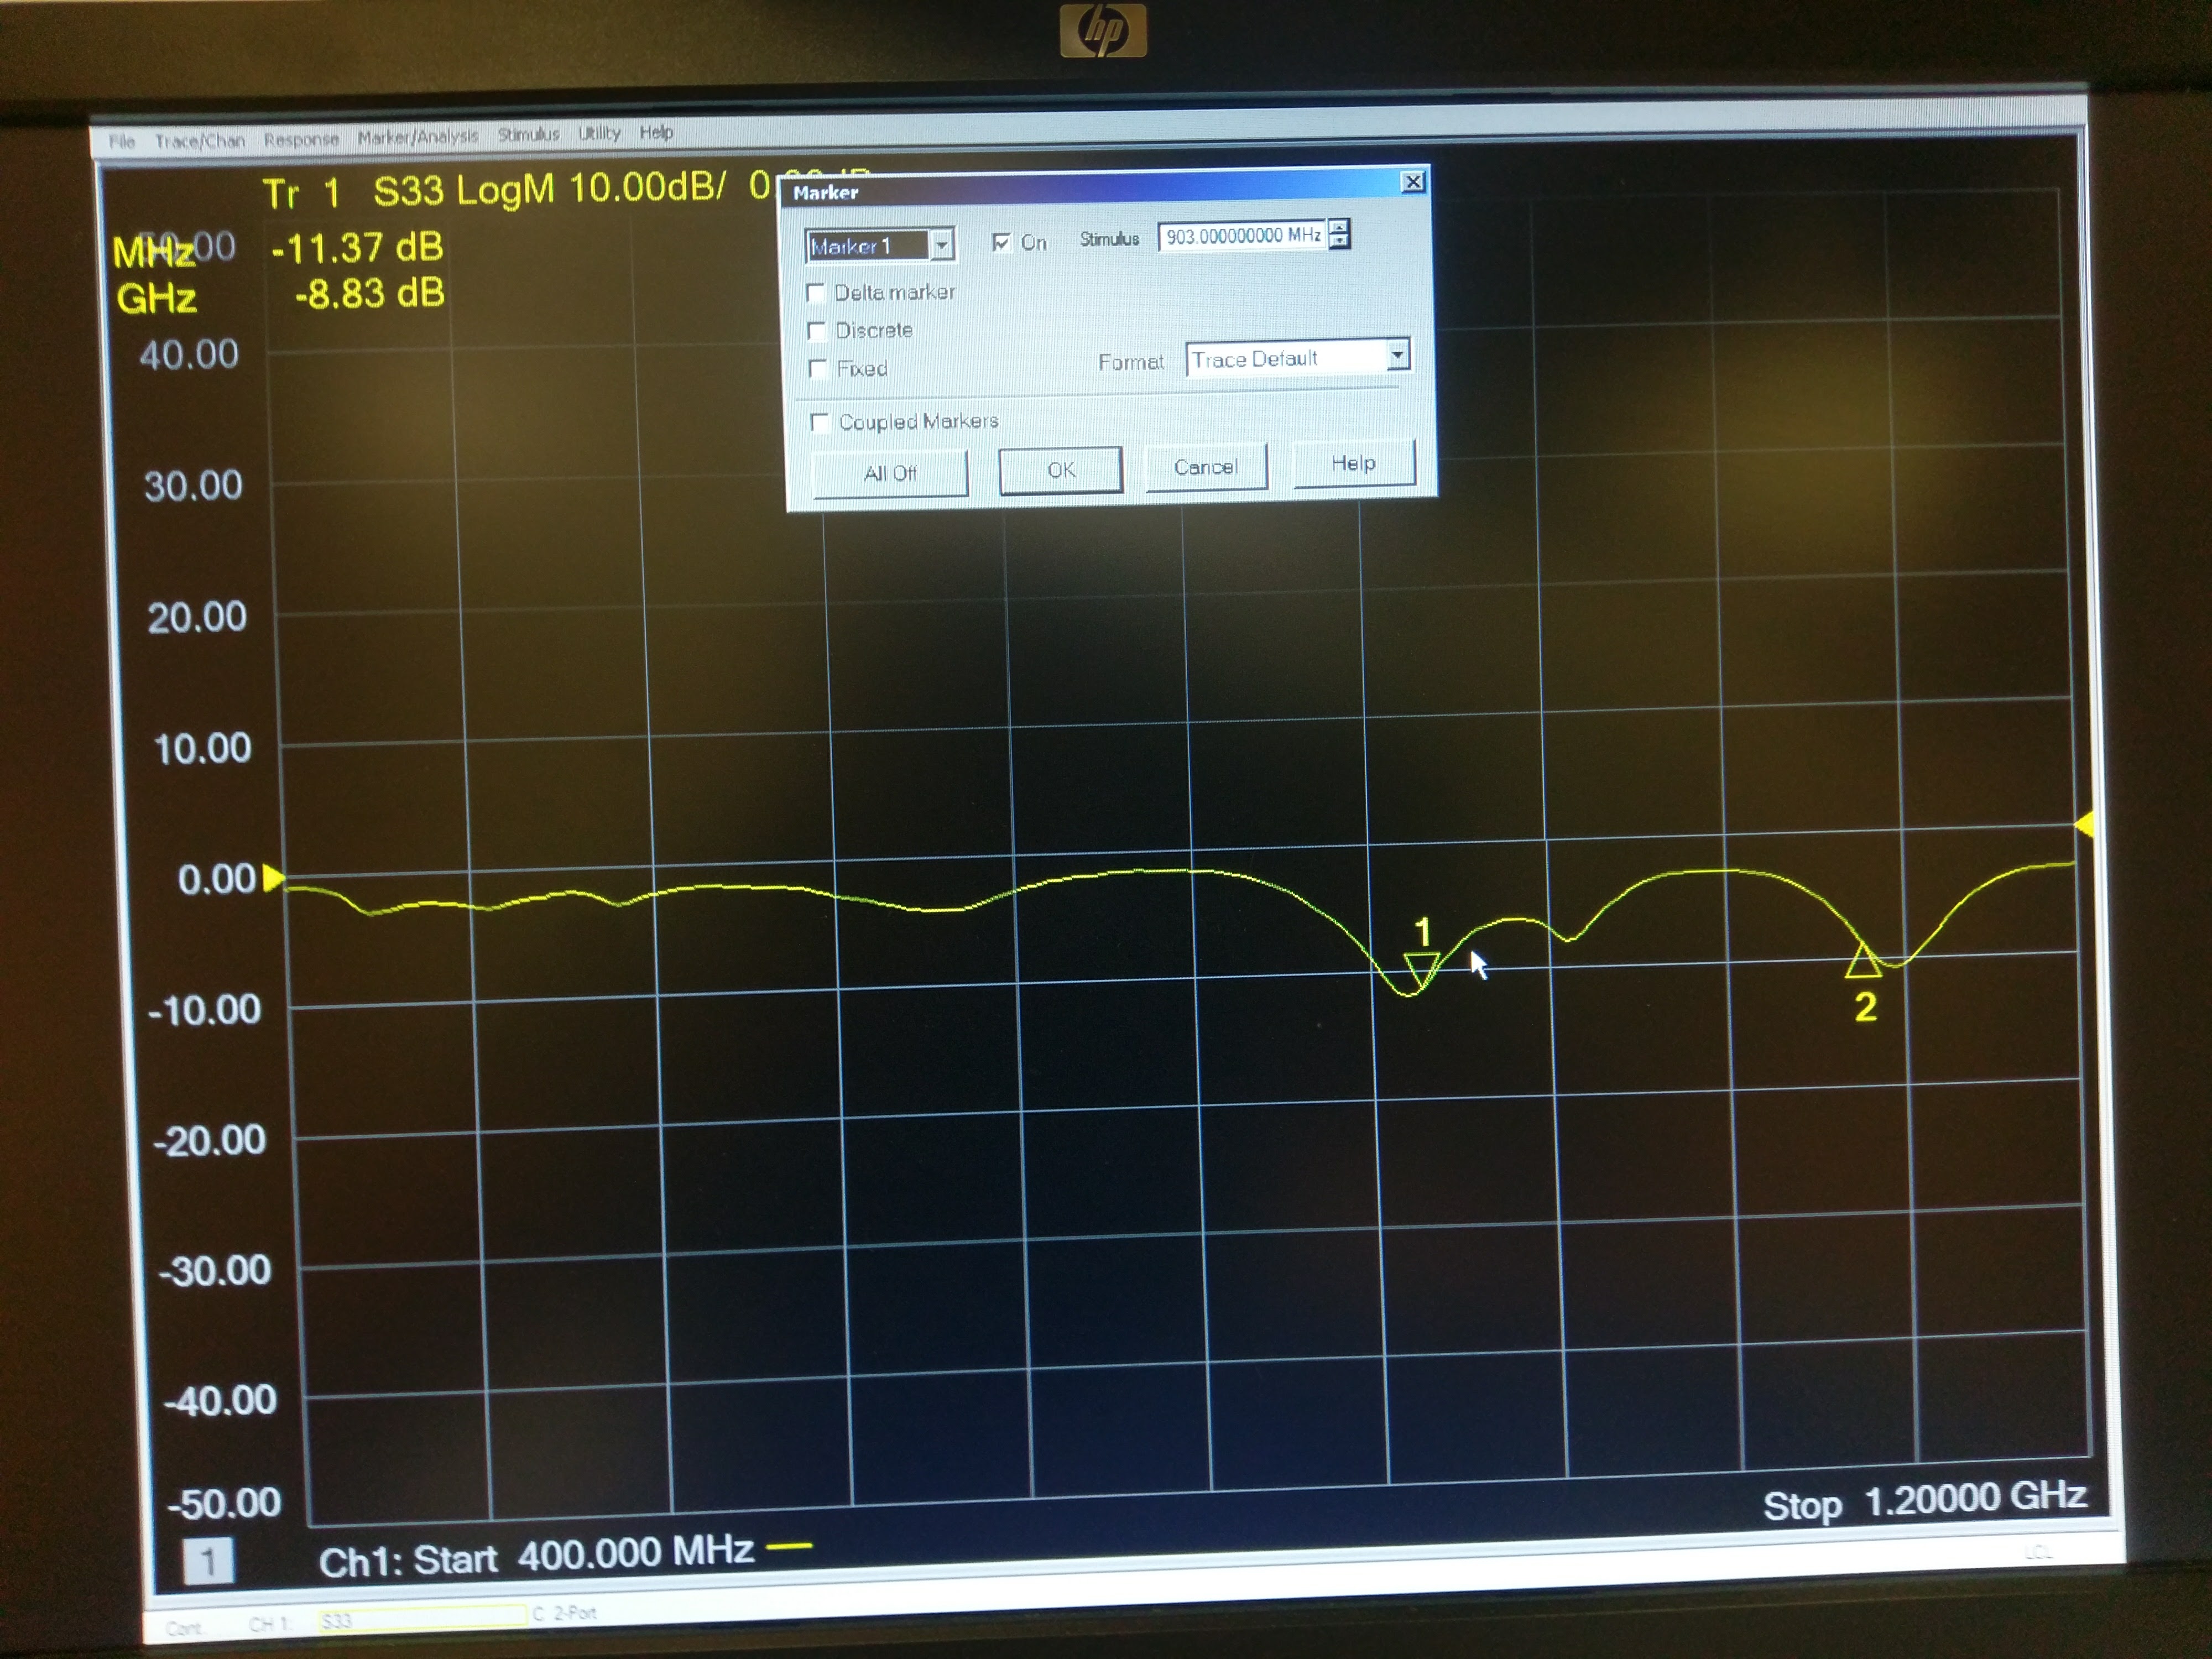 hp
File Trace/Chan Response Marker/Analysis Stimulus Utility Help
Tr 1 S33 LogM 10.00dB/
MHz -11.37 dB
GHz -8.83 dB
Marker
Marker 1 On Stimulus 903.000000000 MHz
Delta marker
Discrete
Fixed Format Trace Default
Coupled Markers
All Off OK Cancel Help
40.00
30.00
20.00
10.00
0.00
1
-10.00
2
-20.00
-30.00
-40.00
-50.00
Stop 1.20000 GHz
1 Ch1: Start 400.000 MHz
LCL
Cont. CH 1: S33 C 2-Port